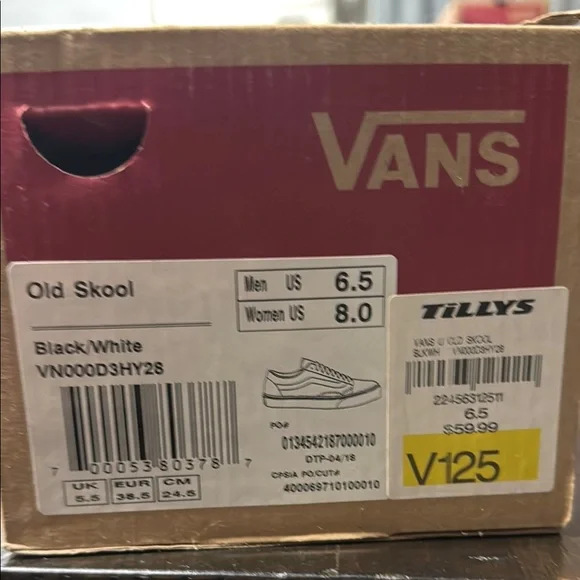 VANS
Old Skool
Men US 6.5
Women US 8.0
Black/White
VN000D3HY28
7 00053 80378 7
UK 5.5
EUR 38.5
CM 24.5
PO#
0134542187000010
DTP-04/18
CPSIA PO/CUT#
400069710100010
TILLYS
VANS U OLD SKOOL
BLKWH VN000D3HY28
22456312511
6.5
$59.99
V125